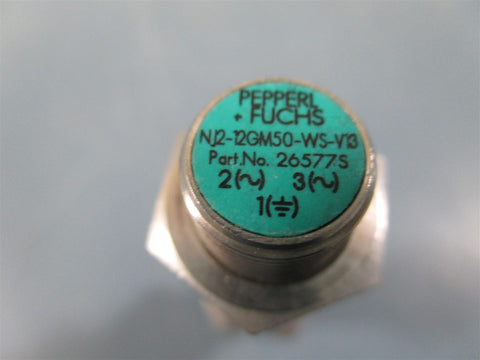 PEPPERL
+ FUCHS
NJ2-12GM50-WS-V13
Part.No. 26577S
2(~) 3(~)
1(⏚)